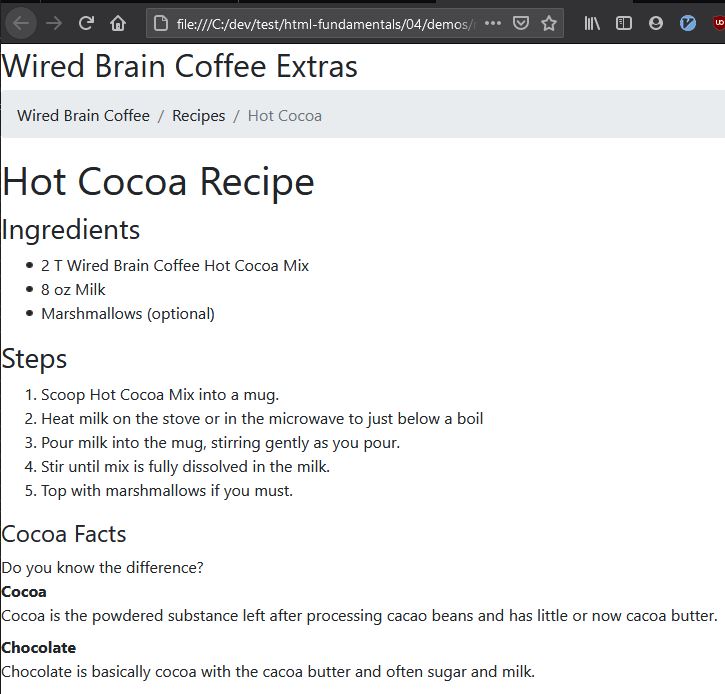 file:///C:/dev/test/html-fundamentals/04/demos/
Wired Brain Coffee Extras
Wired Brain Coffee / Recipes / Hot Cocoa
Hot Cocoa Recipe
Ingredients
• 2 T Wired Brain Coffee Hot Cocoa Mix
• 8 oz Milk
• Marshmallows (optional)
Steps
1. Scoop Hot Cocoa Mix into a mug.
2. Heat milk on the stove or in the microwave to just below a boil
3. Pour milk into the mug, stirring gently as you pour.
4. Stir until mix is fully dissolved in the milk.
5. Top with marshmallows if you must.
Cocoa Facts
Do you know the difference?
Cocoa
Cocoa is the powdered substance left after processing cacao beans and has little or now cacoa butter.
Chocolate
Chocolate is basically cocoa with the cacoa butter and often sugar and milk.